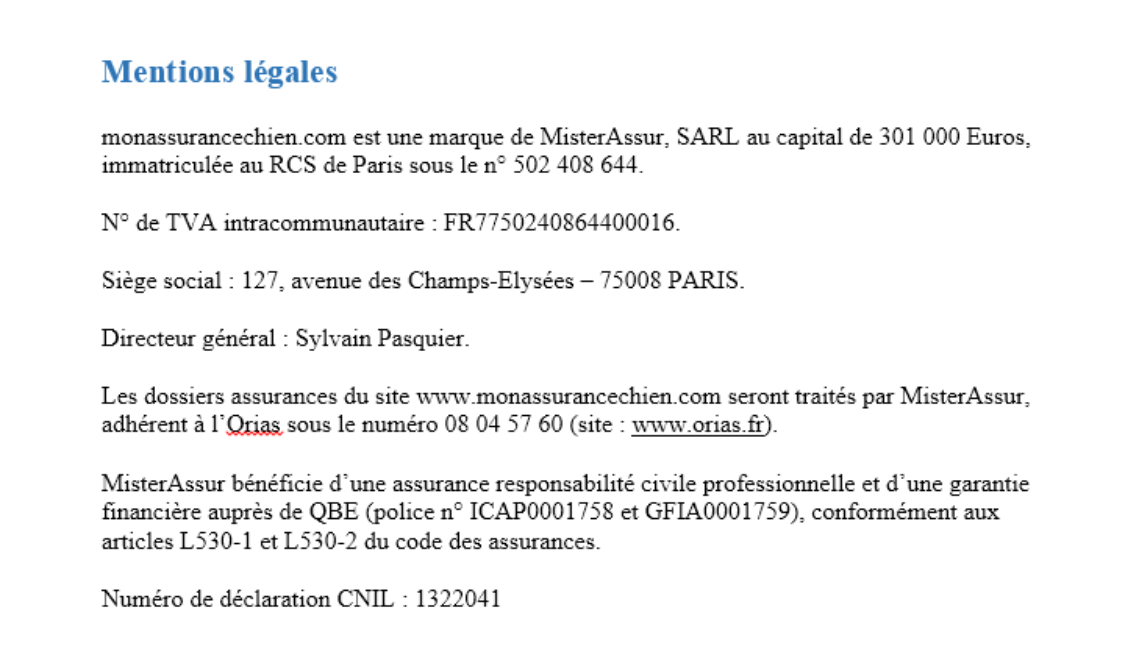 Mentions légales
monassurancechien.com est une marque de MisterAssur, SARL au capital de 301 000 Euros,
immatriculée au RCS de Paris sous le n° 502 408 644.
N° de TVA intracommunautaire : FR7750240864400016.
Siège social : 127, avenue des Champs-Elysées – 75008 PARIS.
Directeur général : Sylvain Pasquier.
Les dossiers assurances du site www.monassurancechien.com seront traités par MisterAssur,
adhérent à l’Orias sous le numéro 08 04 57 60 (site : www.orias.fr).
MisterAssur bénéficie d’une assurance responsabilité civile professionnelle et d’une garantie
financière auprès de QBE (police n° ICAP0001758 et GFIA0001759), conformément aux
articles L530-1 et L530-2 du code des assurances.
Numéro de déclaration CNIL : 1322041